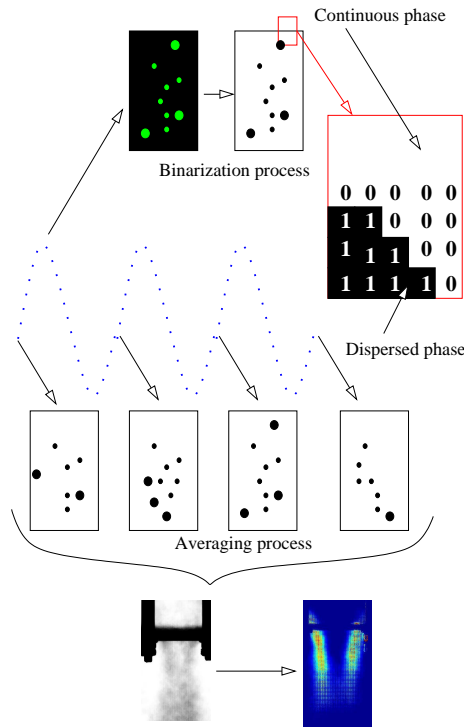 Continuous phase
Binarization process
0 0 0 0 0
1 1 0 0 0
1 1 1 0 0
1 1 1 1 0
Dispersed phase
Averaging process